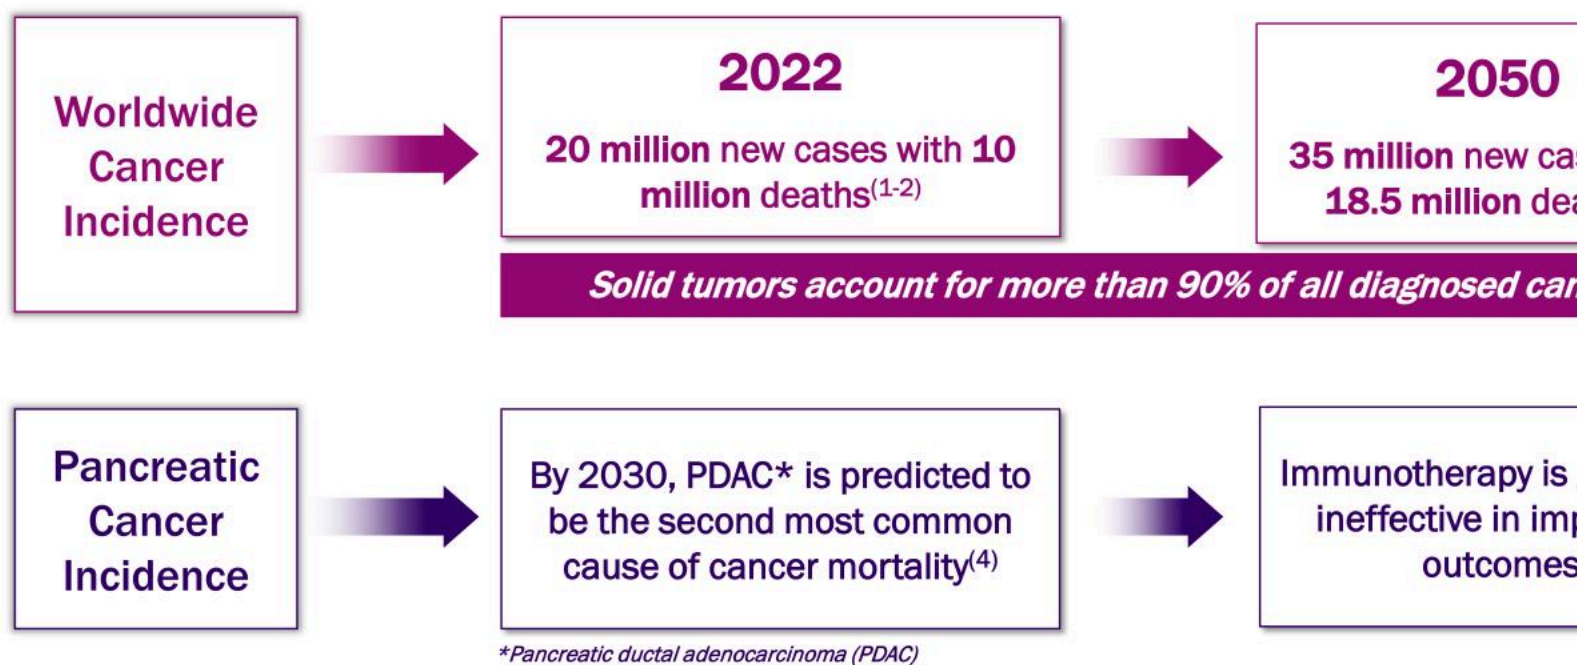 Worldwide
Cancer
Incidence
2022
20 million new cases with 10
million deaths(1-2)
2050
35 million new
18.5 million
Solid tumors account for more than 90% of all diagnosed
Pancreatic
Cancer
Incidence
By 2030, PDAC* is predicted to
be the second most common
cause of cancer mortality(4)
Immunotherapy is
ineffective in
outcomes
*Pancreatic ductal adenocarcinoma (PDAC)